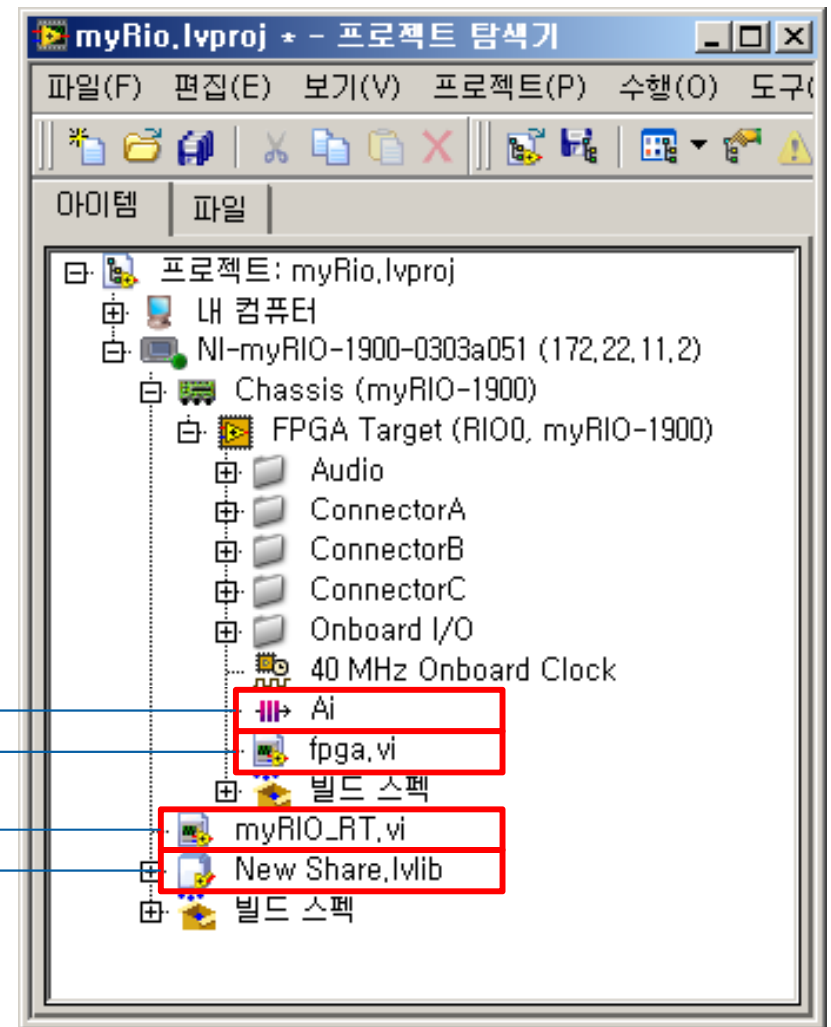 myRio.lvproj * - 프로젝트 탐색기
파일(F) 편집(E) 보기(V) 프로젝트(P) 수행(O) 도구(
아이템 파일
프로젝트: myRio.lvproj
내 컴퓨터
NI-myRIO-1900-0303a051 (172.22.11.2)
Chassis (myRIO-1900)
FPGA Target (RIO0, myRIO-1900)
Audio
ConnectorA
ConnectorB
ConnectorC
Onboard I/O
40 MHz Onboard Clock
Ai
fpga.vi
빌드 스펙
myRIO_RT.vi
New Share.lvlib
빌드 스펙